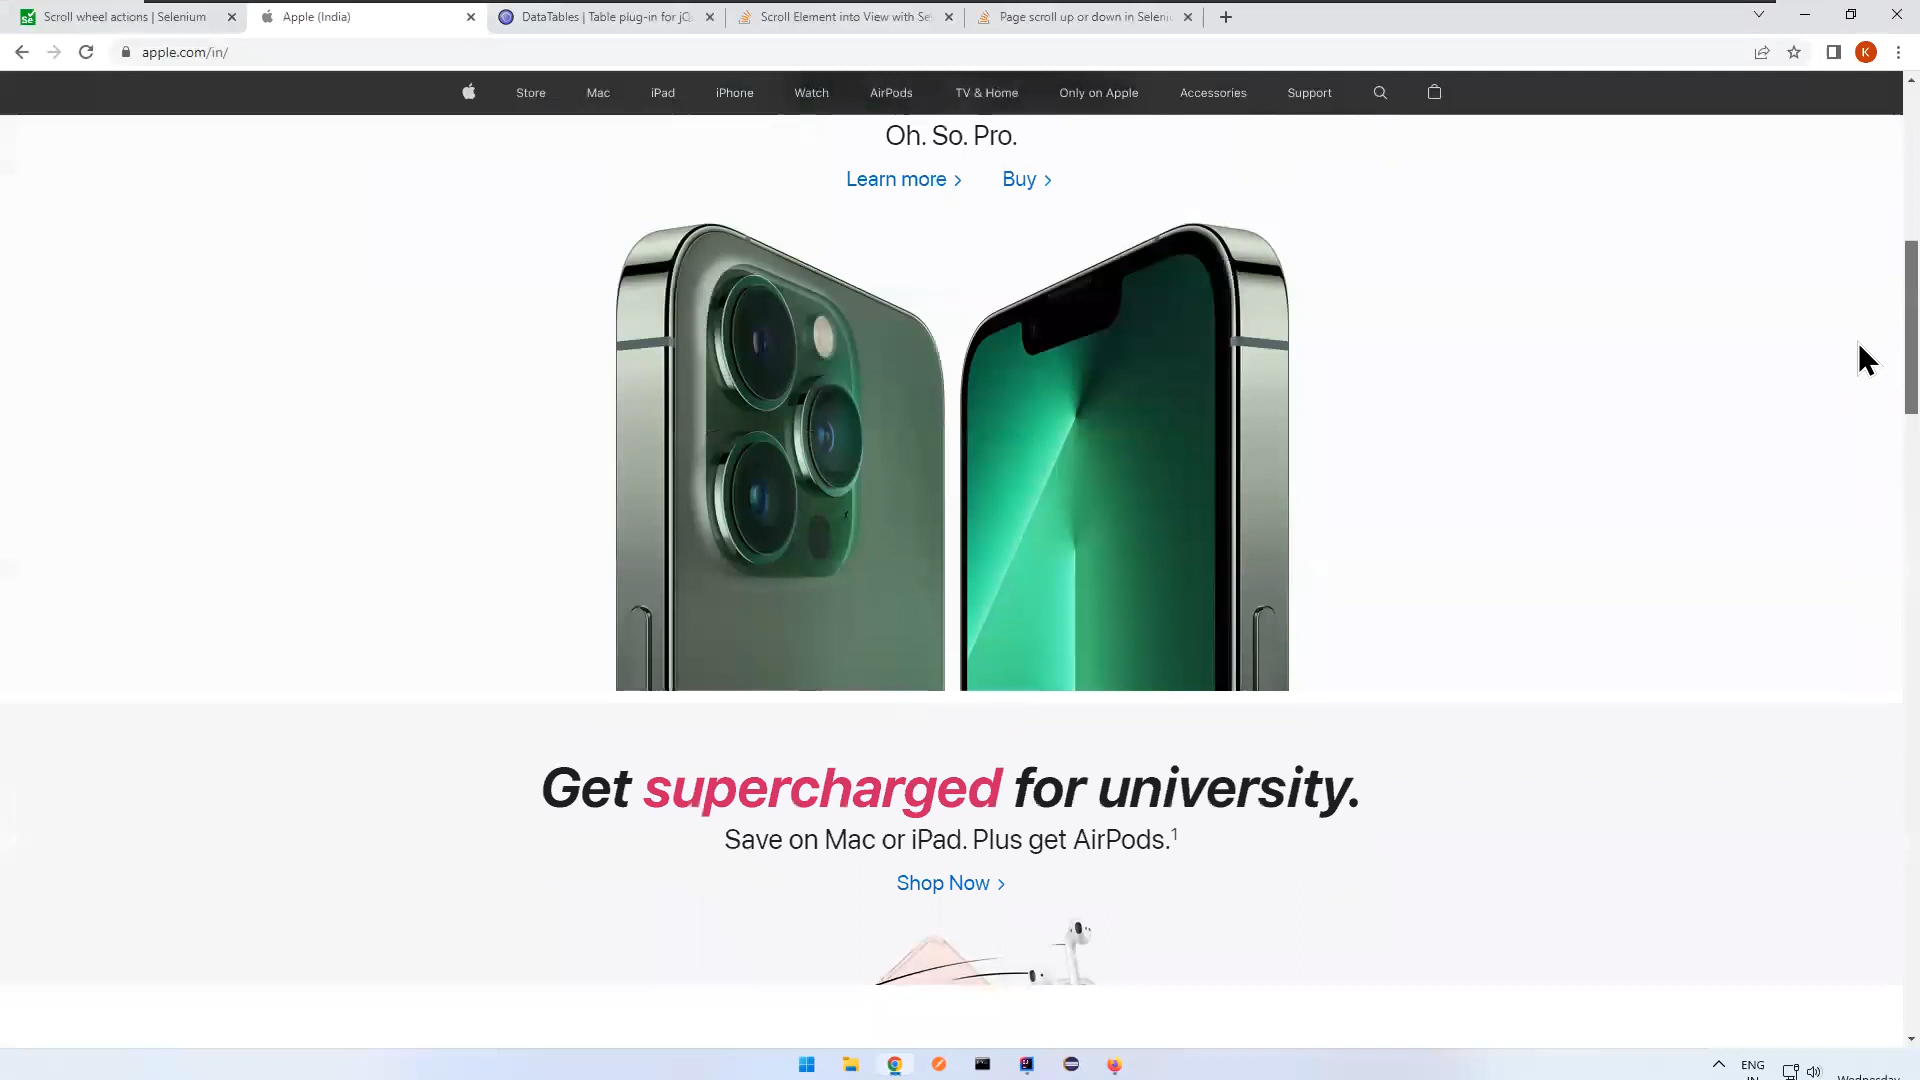 Scroll wheel actions | Selenium
Apple (India)
DataTables | Table plug-in for jQ
Scroll Element into View with Se
Page scroll up or down in Seleni
apple.com/in/
K
Store
Mac
iPad
iPhone
Watch
AirPods
TV & Home
Only on Apple
Accessories
Support
Oh. So. Pro.
Learn more >
Buy >
Get supercharged for university.
Save on Mac or iPad. Plus get AirPods.1
Shop Now >
ENG
IN
Wednesday